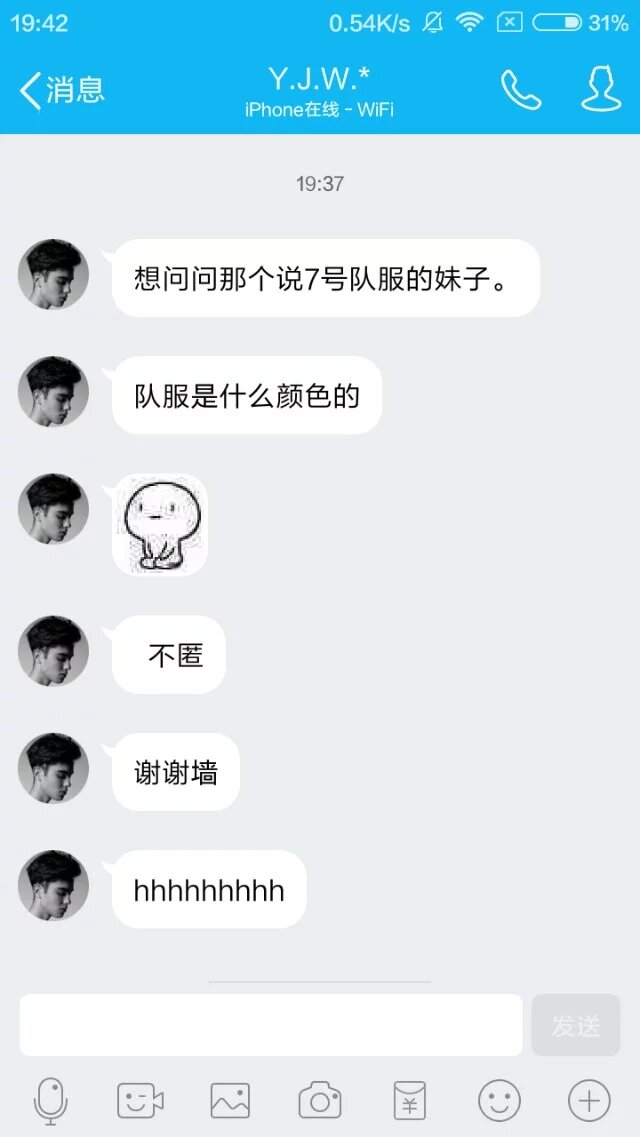 19:42 0.54K/s 31%
消息 Y.J.W.*
iPhone在线 - WiFi
19:37
想问问那个说7号队服的妹子。
队服是什么颜色的
不匿
谢谢墙
hhhhhhhhh
发送